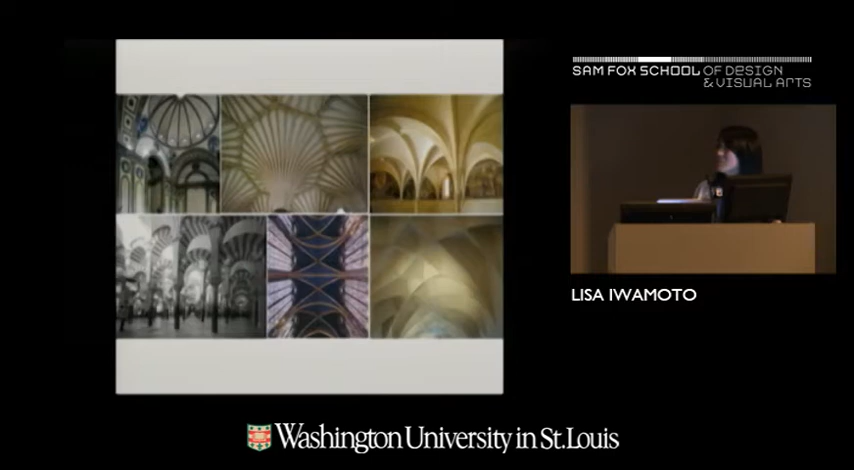 SAM FOX SCHOOL OF DESIGN
& VISUAL ARTS
LISA IWAMOTO
Washington University in St. Louis